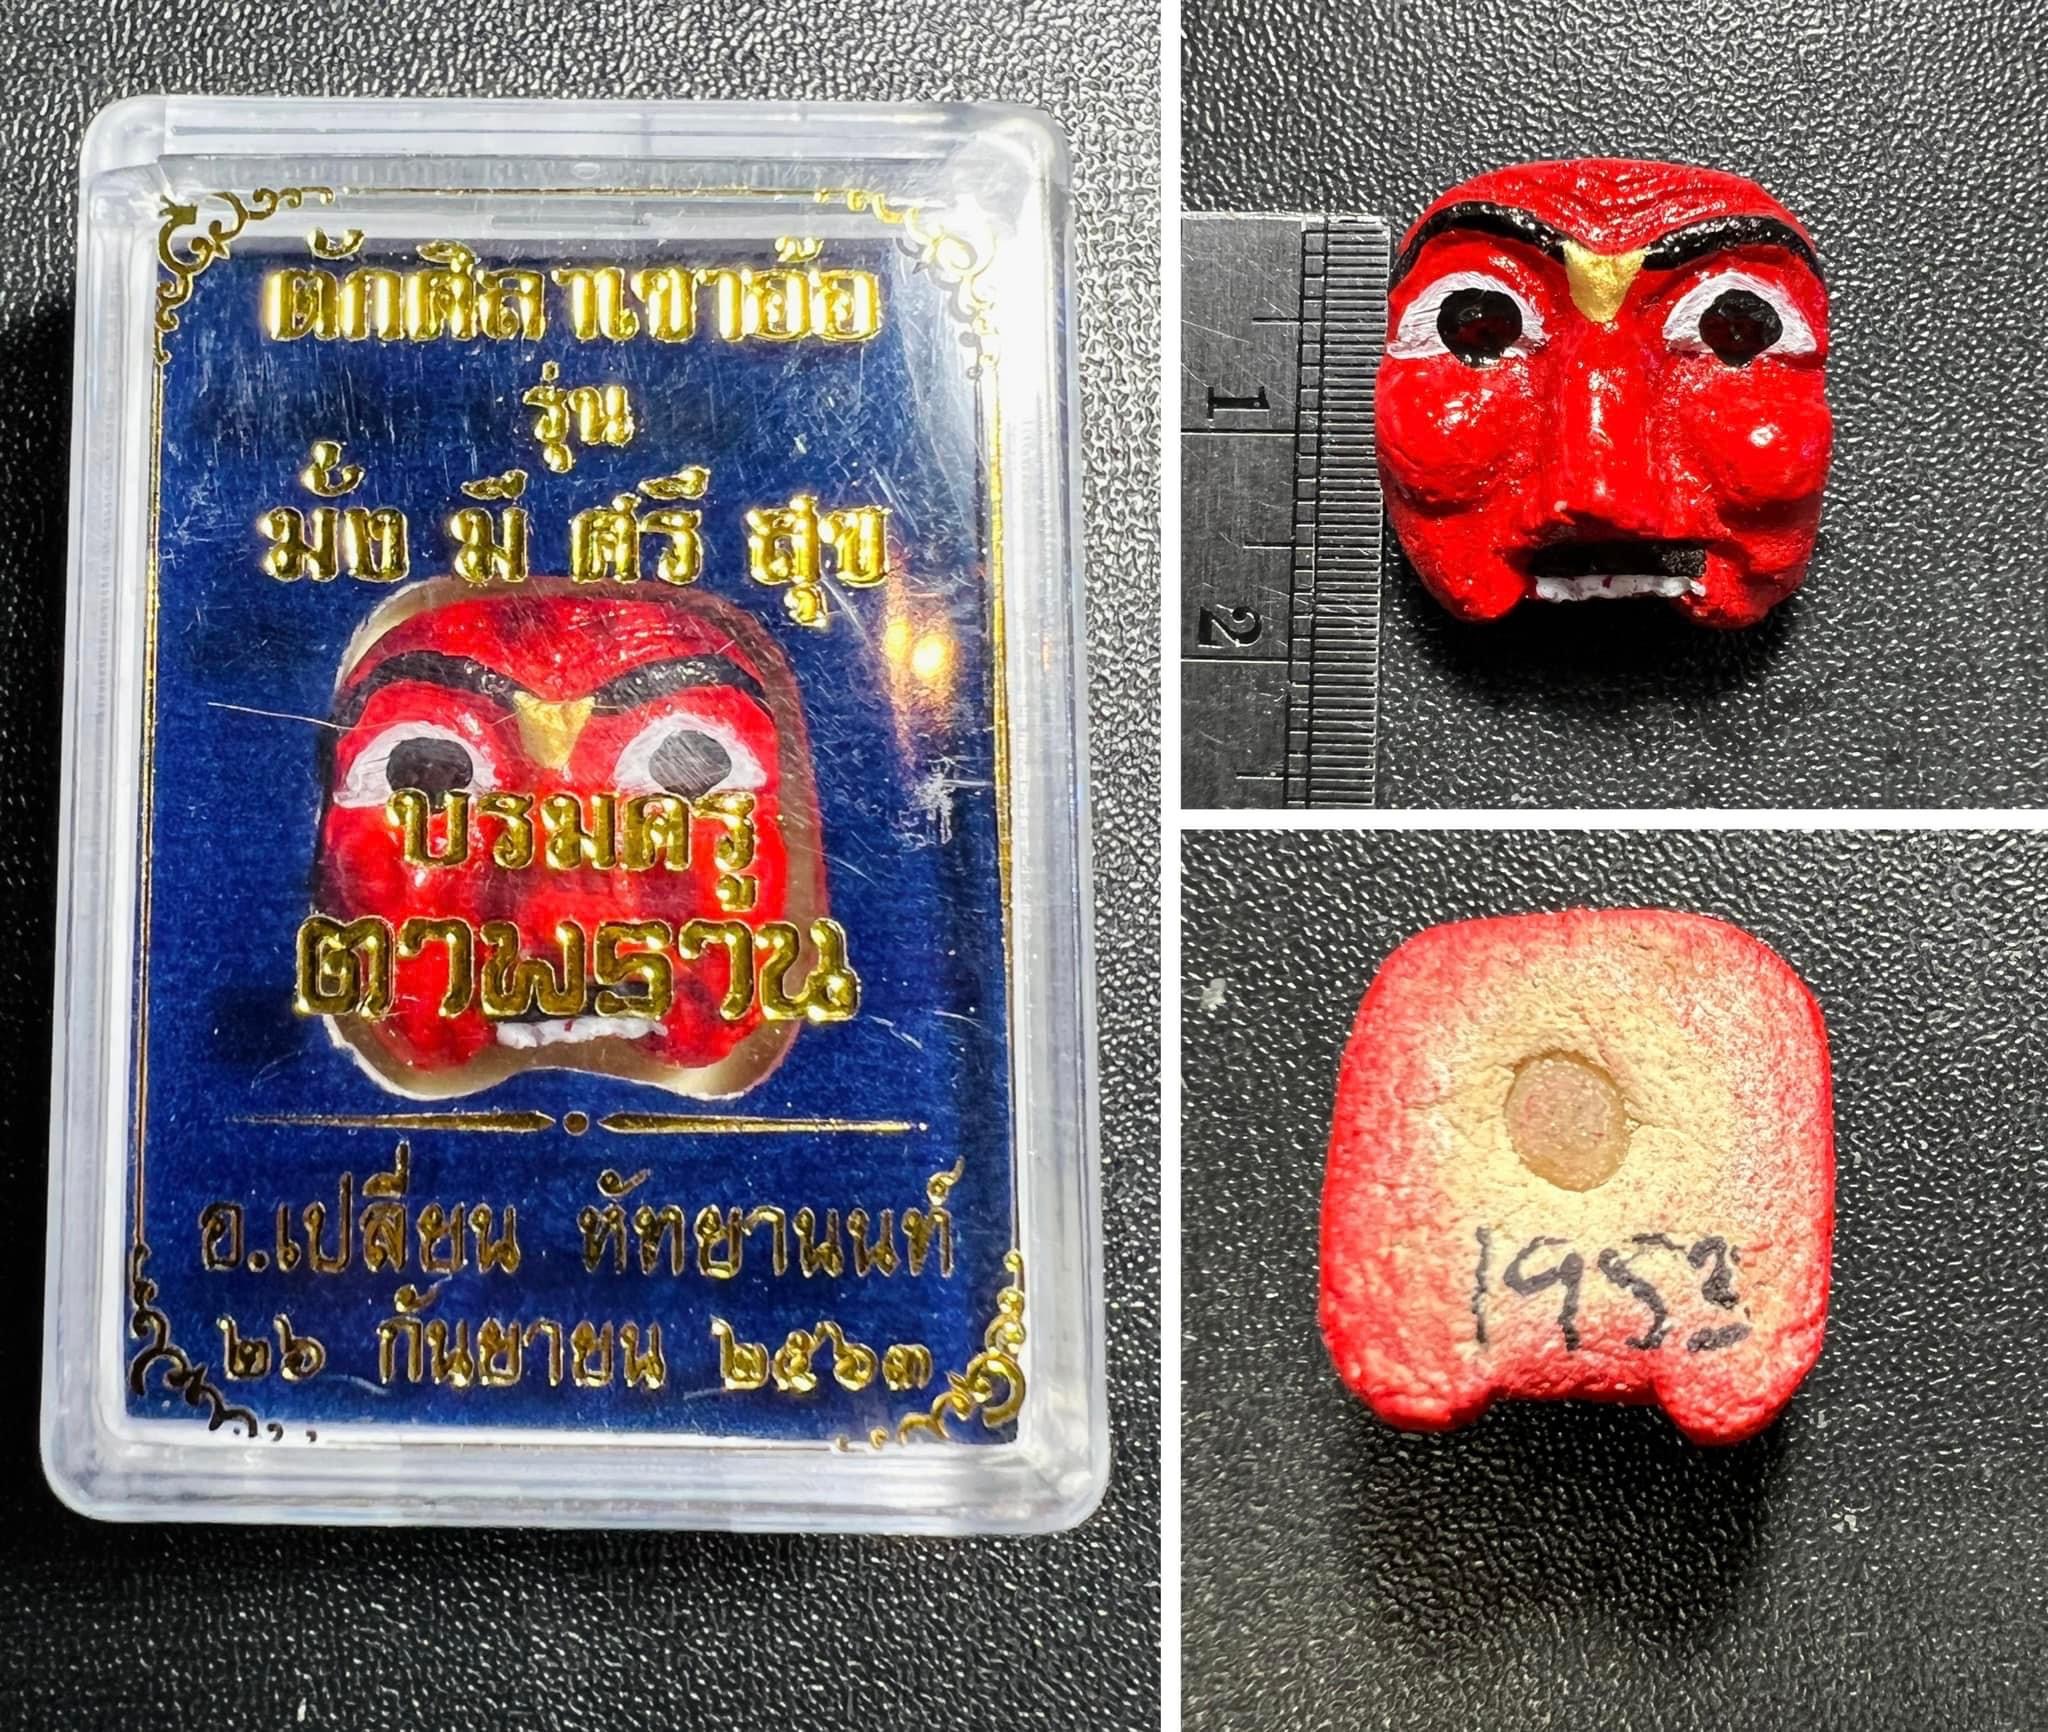 ตักศิลาเขาอ้อ
รุ่น
มั่ง มี ศรี สุข
บรมครู
ตาพราน
อ.เปลี่ยน หัทยานนท์
๒๖ กันยายน ๒๕๖๓
1
2
1952